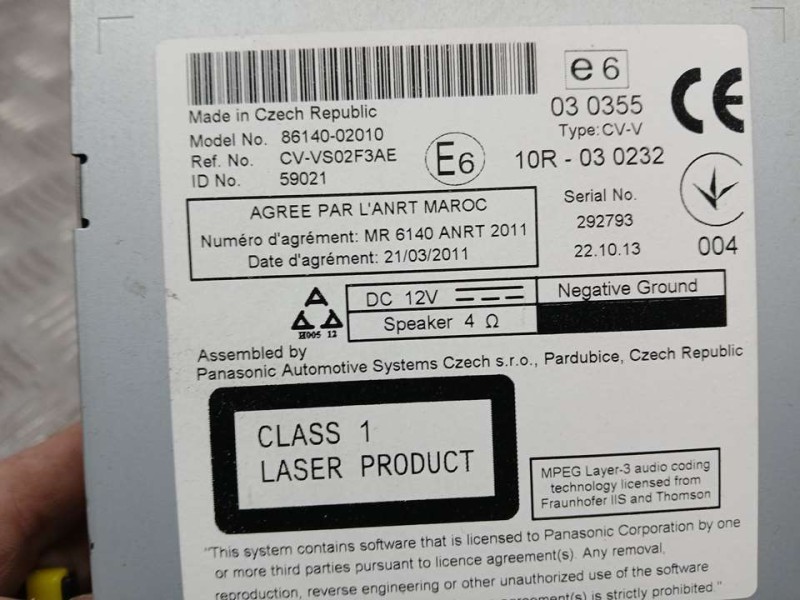 Made in Czech Republic
Model No. 86140-02010
Ref. No. CV-VS02F3AE
ID No. 59021
E6
e6
03 0355
Type:CV-V
10R - 03 0232
CE
Serial No.
292793
22.10.13
004
AGREE PAR L'ANRT MAROC
Numéro d'agrément: MR 6140 ANRT 2011
Date d'agrément: 21/03/2011
H005 12
DC 12V
Negative Ground
Speaker 4 Ω
Assembled by
Panasonic Automotive Systems Czech s.r.o., Pardubice, Czech Republic
CLASS 1
LASER PRODUCT
MPEG Layer-3 audio coding
technology licensed from
Fraunhofer IIS and Thomson
"This system contains software that is licensed to Panasonic Corporation by one
or more third parties pursuant to licence agreement(s). Any removal,
reproduction, reverse engineering or other unauthorized use of the software
agreement(s) is strictly prohibited."